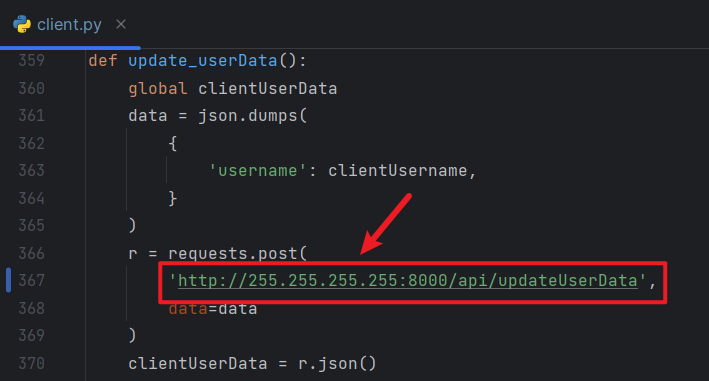 client.py ×
359 def update_userData():
360     global clientUserData
361     data = json.dumps(
362         {
363             'username': clientUsername,
364         }
365     )
366     r = requests.post(
367         'http://255.255.255.255:8000/api/updateUserData',
368         data=data
369     )
370     clientUserData = r.json()